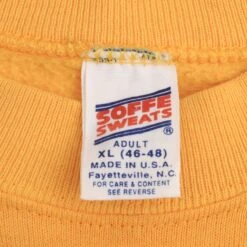 SOFFE
SWEATS
®
ADULT
XL (46-48)
MADE IN U.S.A.
Fayetteville, N.C.
FOR CARE & CONTENT
SEE REVERSE